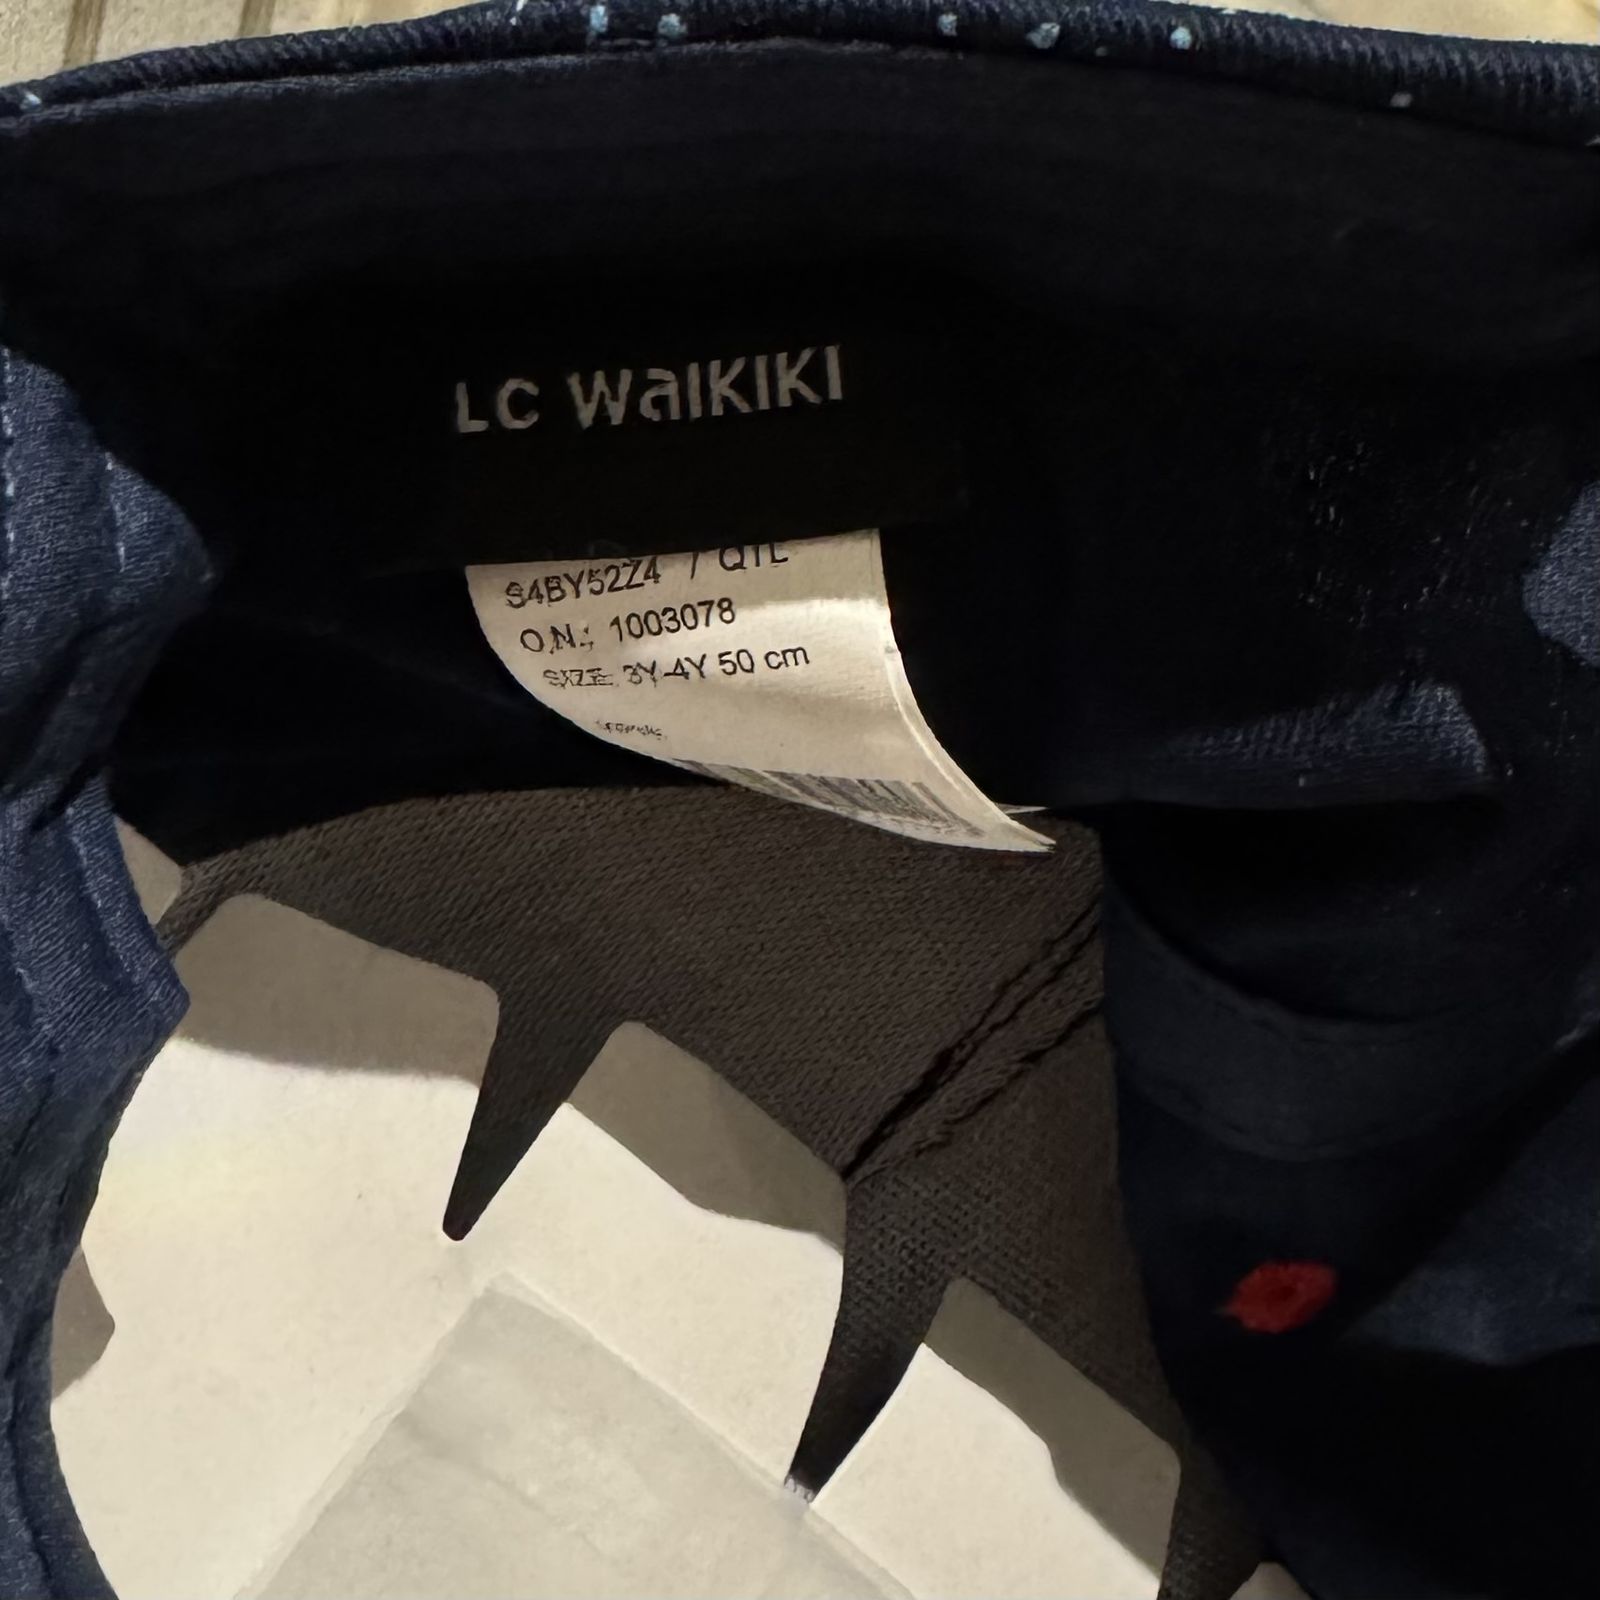 LC WAIKIKI
S4BY52Z4 / QTL
O.N.: 1003078
SIZE: 3Y-4Y 50 cm